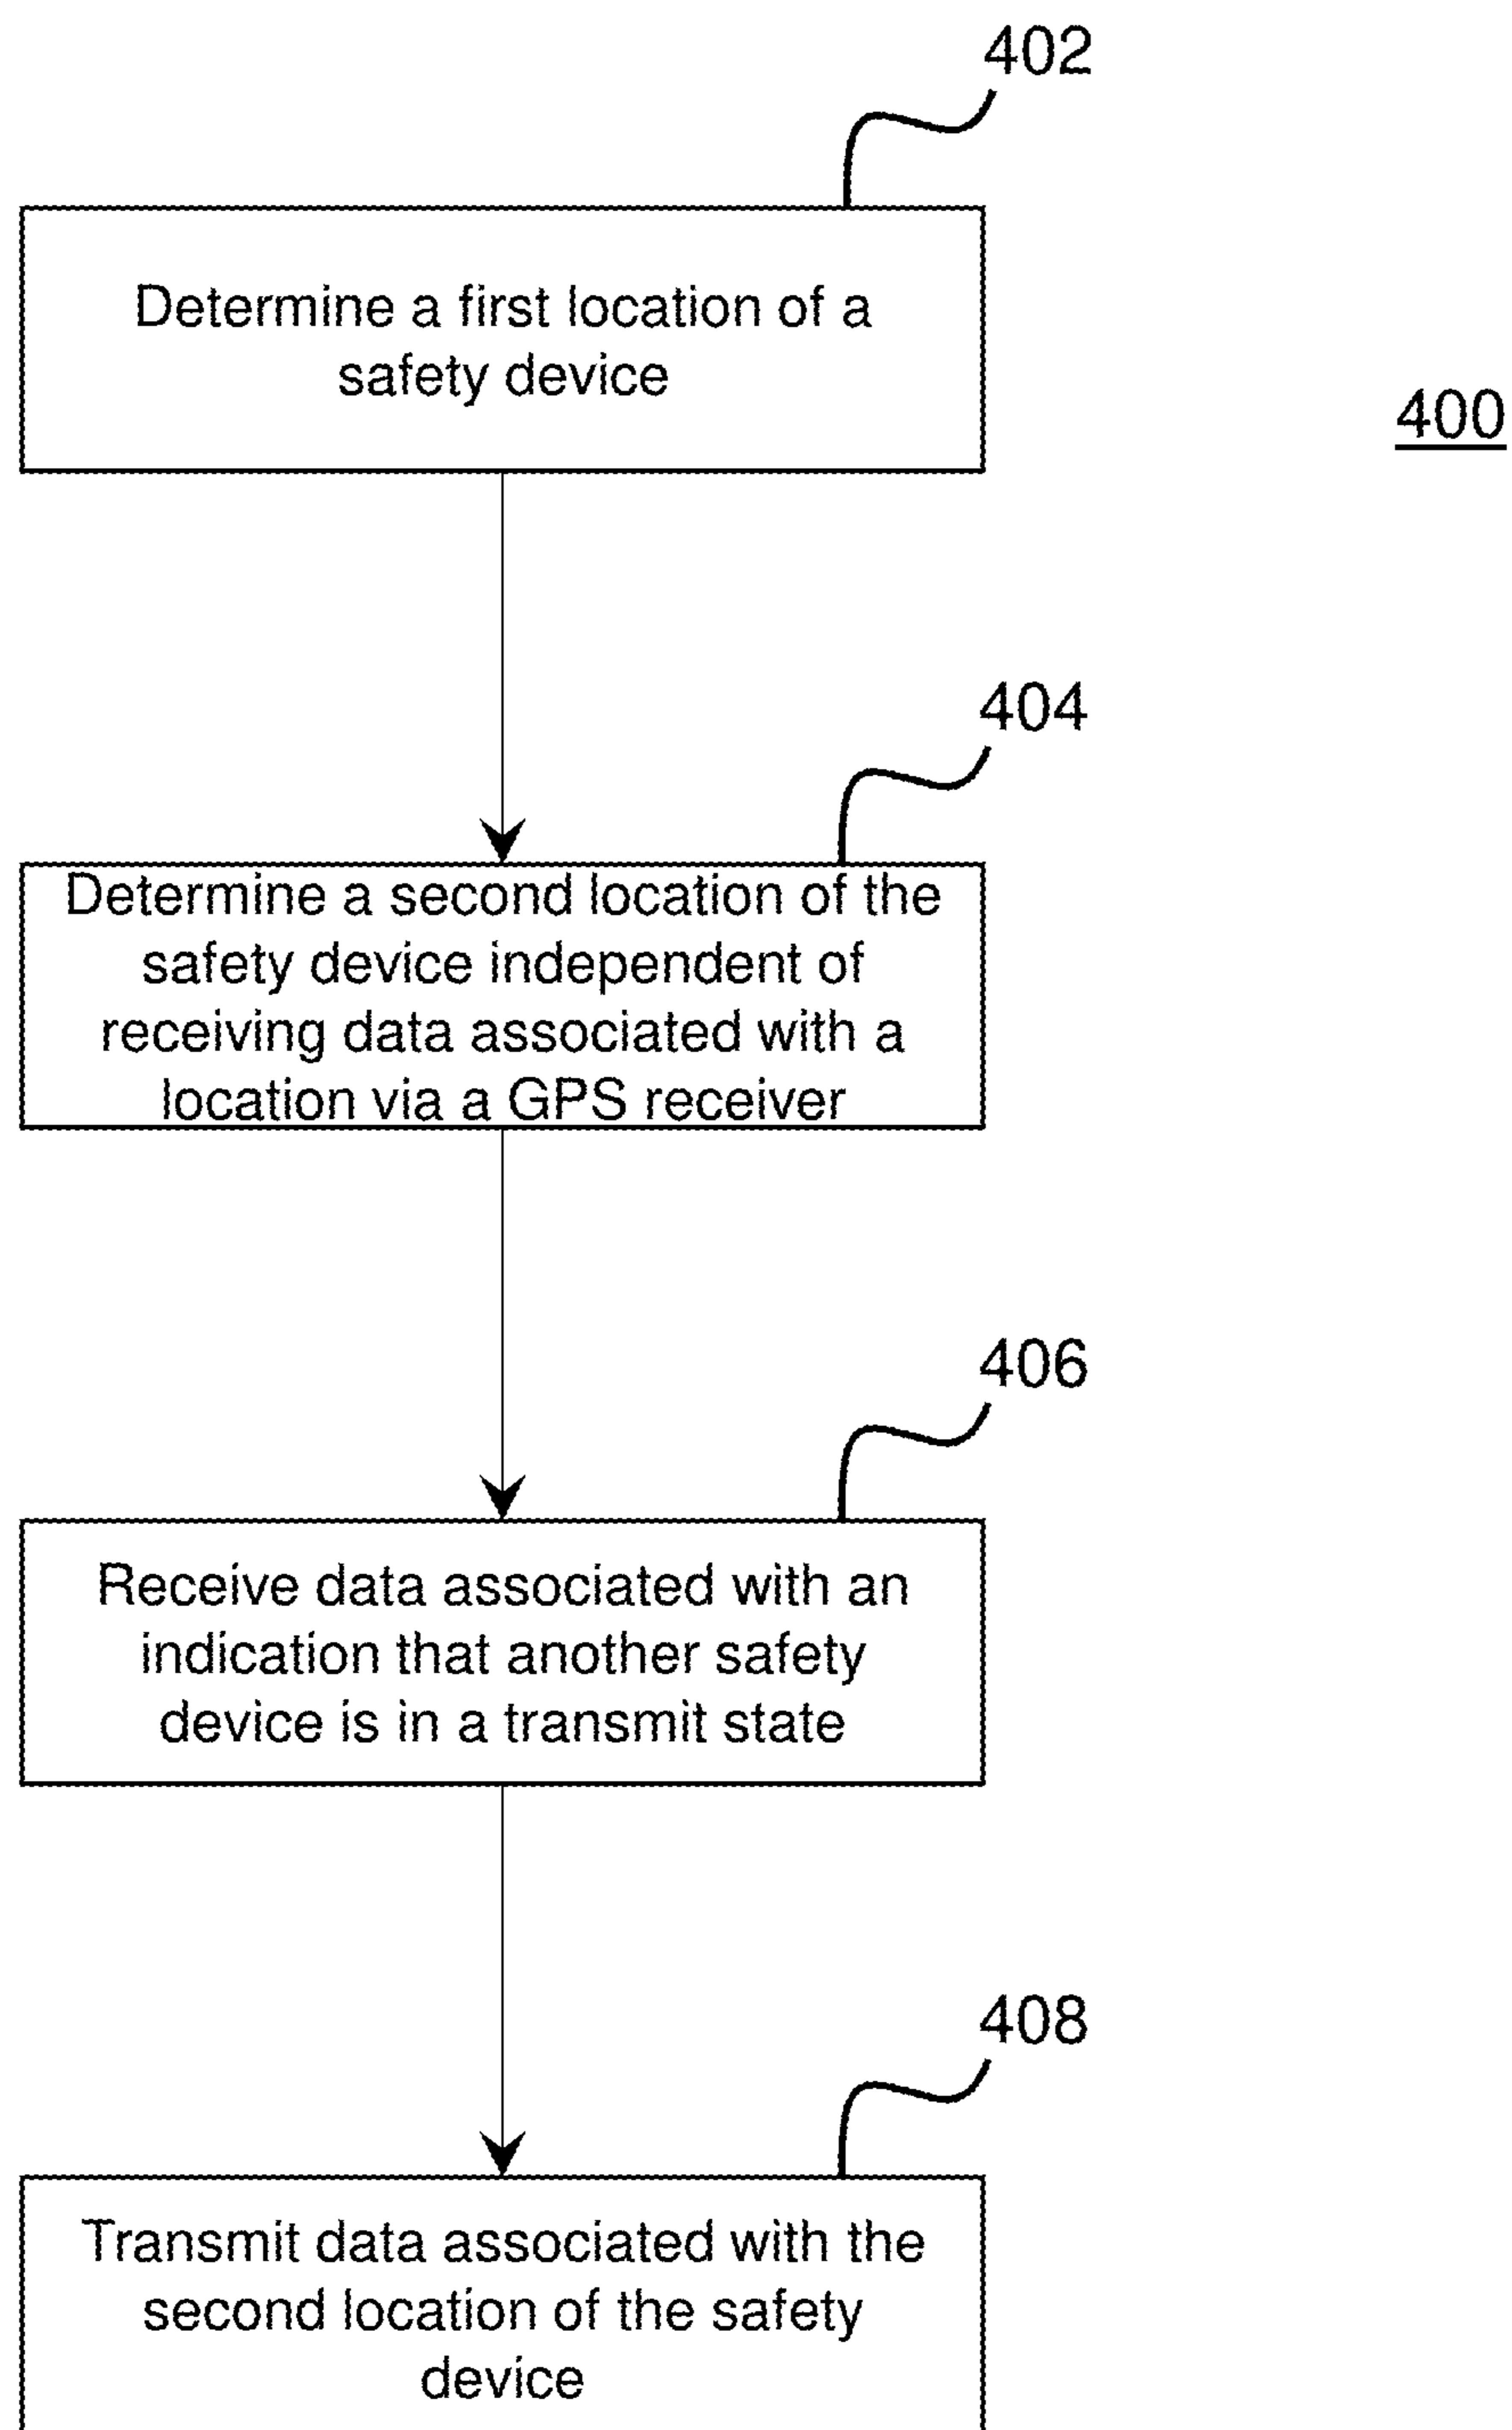 402
Determine a first location of a
safety device
400
404
Determine a second location of the
safety device independent of
receiving data associated with a
location via a GPS receiver
406
Receive data associated with an
indication that another safety
device is in a transmit state
408
Transmit data associated with the
second location of the safety
device